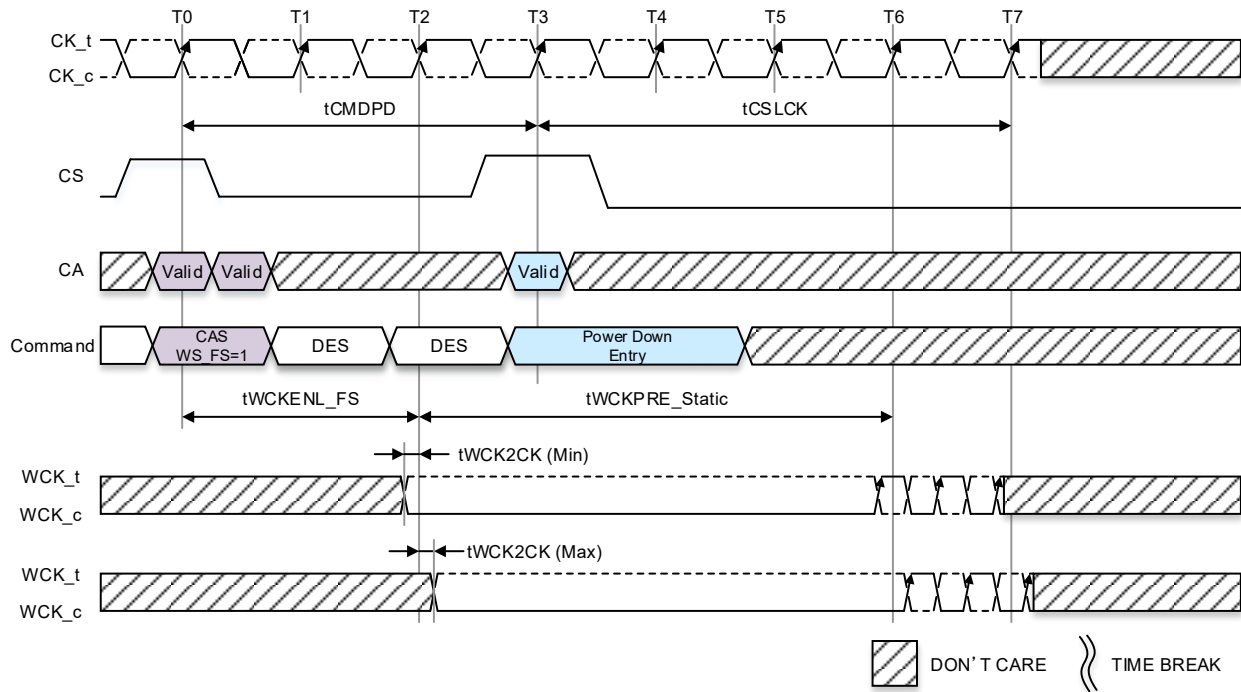 T0 T1 T2 T3 T4 T5 T6 T7
CK_t
CK_c
tCMDPD tCSLCK
CS
CA Valid Valid Valid
Command CAS WS_FS=1 DES DES Power Down Entry
tWCKENL_FS tWCKPRE_Static
tWCK2CK (Min)
WCK_t
WCK_c
tWCK2CK (Max)
WCK_t
WCK_c
DON'T CARE TIME BREAK